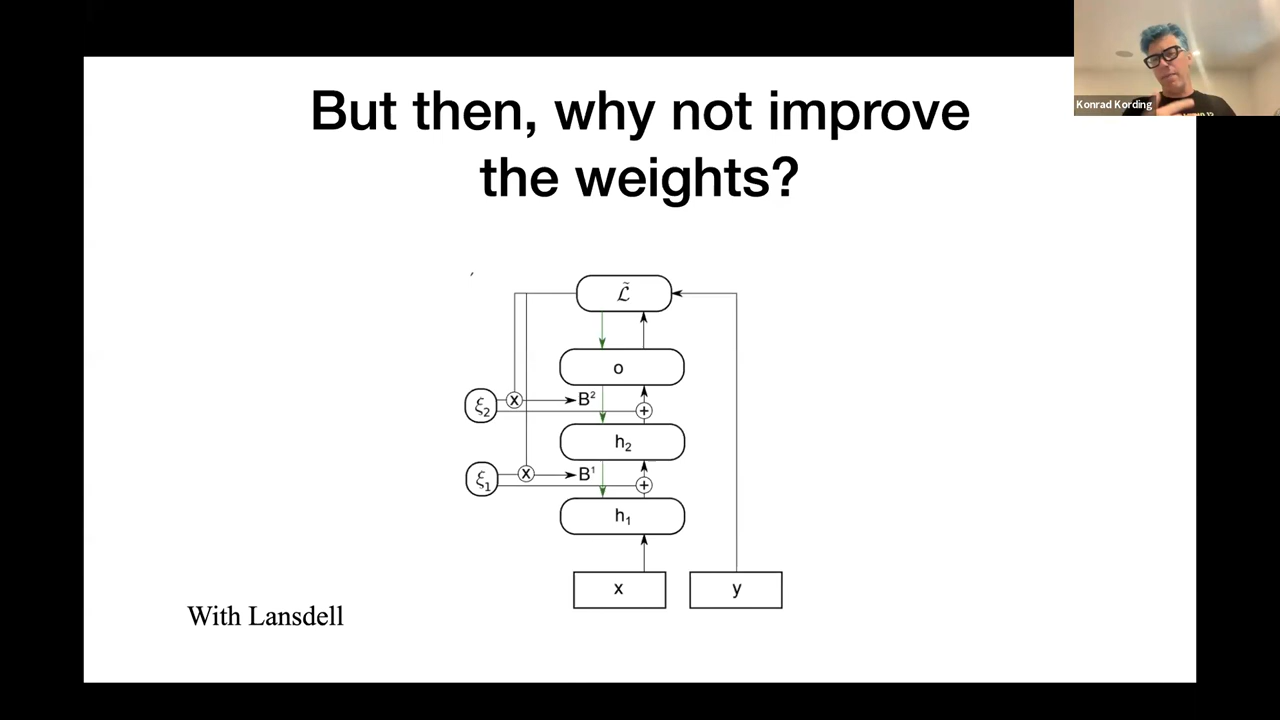 Konrad Kording
But then, why not improve
the weights?
L̃
o
ξ₂ x B²
+
h₂
ξ₁ x B¹
+
h₁
x y
With Lansdell